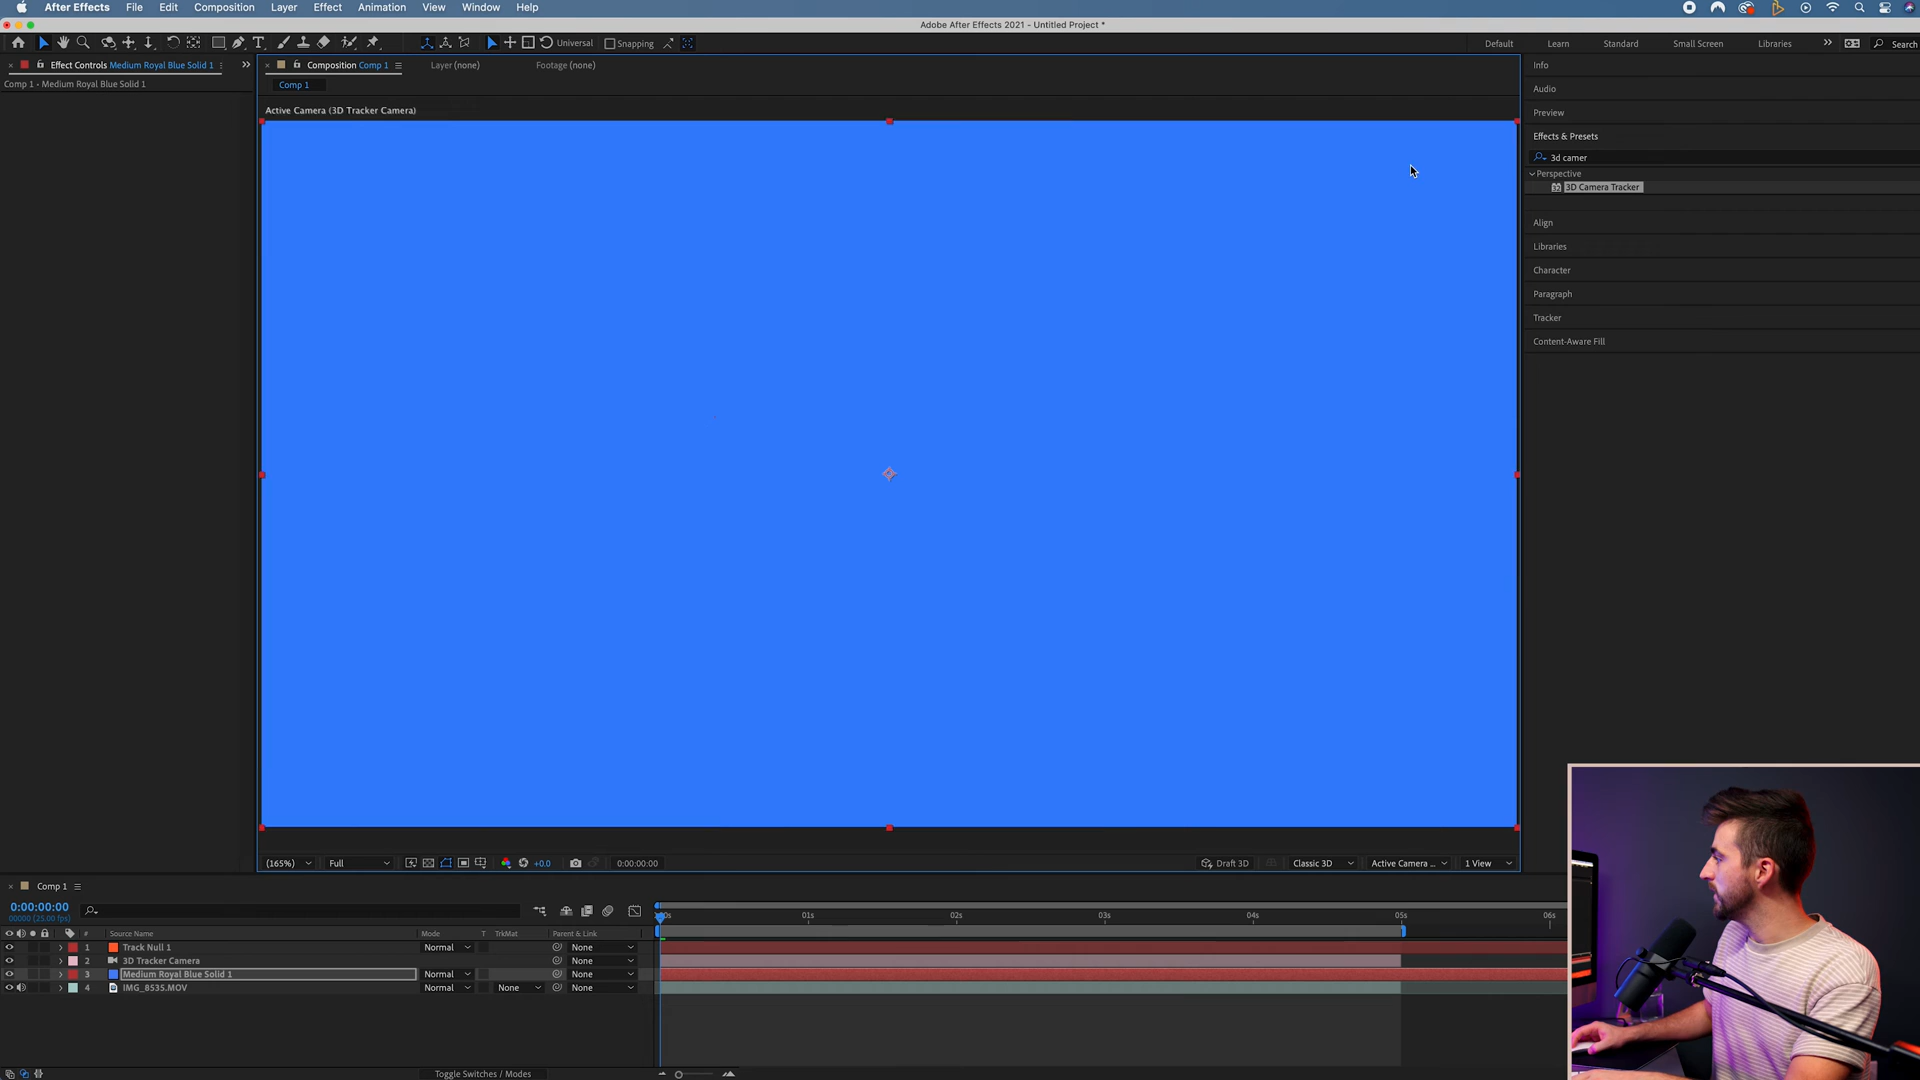 After Effects File Edit Composition Layer Effect Animation View Window Help
Adobe After Effects 2021 - Untitled Project *
Universal Snapping Default Learn Standard Small Screen Libraries Search
Effect Controls Medium Royal Blue Solid 1
Comp 1 • Medium Royal Blue Solid 1
Composition Comp 1 Layer (none) Footage (none)
Comp 1
Active Camera (3D Tracker Camera)
Info
Audio
Preview
Effects & Presets
3d camer
Perspective
3D Camera Tracker
Align
Libraries
Character
Paragraph
Tracker
Content-Aware Fill
(165%) Full +0.0 0:00:00:00 Draft 3D Classic 3D Active Camera ... 1 View
Comp 1
0:00:00:00
00000 (25.00 fps)
01s 02s 03s 04s 05s 06s
# Source Name Mode T TrkMat Parent & Link
1 Track Null 1 Normal None
2 3D Tracker Camera None
3 Medium Royal Blue Solid 1 Normal None
4 IMG_8535.MOV Normal None None
Toggle Switches / Modes